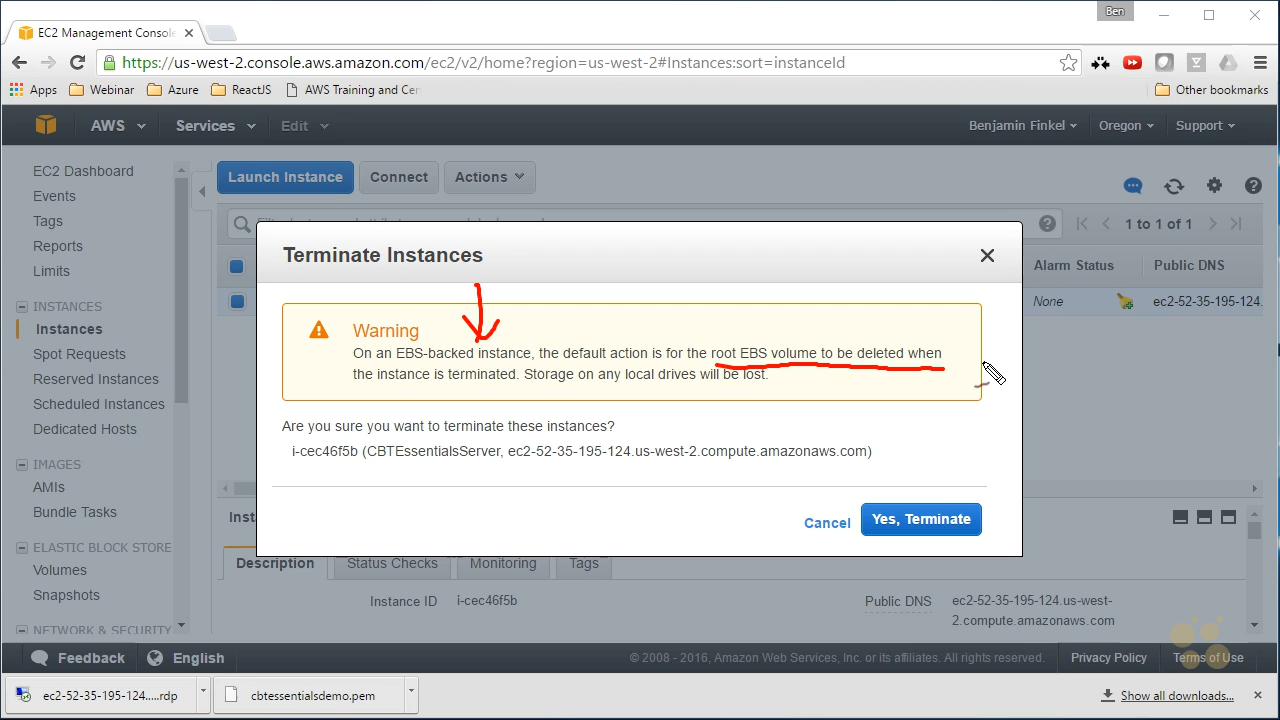 Ben
EC2 Management Console
https://us-west-2.console.aws.amazon.com/ec2/v2/home?region=us-west-2#Instances:sort=instanceId
Apps Webinar Azure ReactJS AWS Training and Cer Other bookmarks
AWS Services Edit Benjamin Finkel Oregon Support
EC2 Dashboard
Events
Tags
Reports
Limits
INSTANCES
Instances
Spot Requests
Reserved Instances
Scheduled Instances
Dedicated Hosts
IMAGES
AMIs
Bundle Tasks
ELASTIC BLOCK STORE
Volumes
Snapshots
NETWORK & SECURITY
Launch Instance Connect Actions
1 to 1 of 1
Alarm Status Public DNS
None ec2-52-35-195-124.
Terminate Instances
Warning
On an EBS-backed instance, the default action is for the root EBS volume to be deleted when
the instance is terminated. Storage on any local drives will be lost.
Are you sure you want to terminate these instances?
i-cec46f5b (CBTEssentialsServer, ec2-52-35-195-124.us-west-2.compute.amazonaws.com)
Cancel Yes, Terminate
Inst
Description Status Checks Monitoring Tags
Instance ID i-cec46f5b Public DNS ec2-52-35-195-124.us-west-
2.compute.amazonaws.com
Feedback English © 2008 - 2016, Amazon Web Services, Inc. or its affiliates. All rights reserved. Privacy Policy Terms of Use
ec2-52-35-195-124.....rdp cbtessentialsdemo.pem Show all downloads...